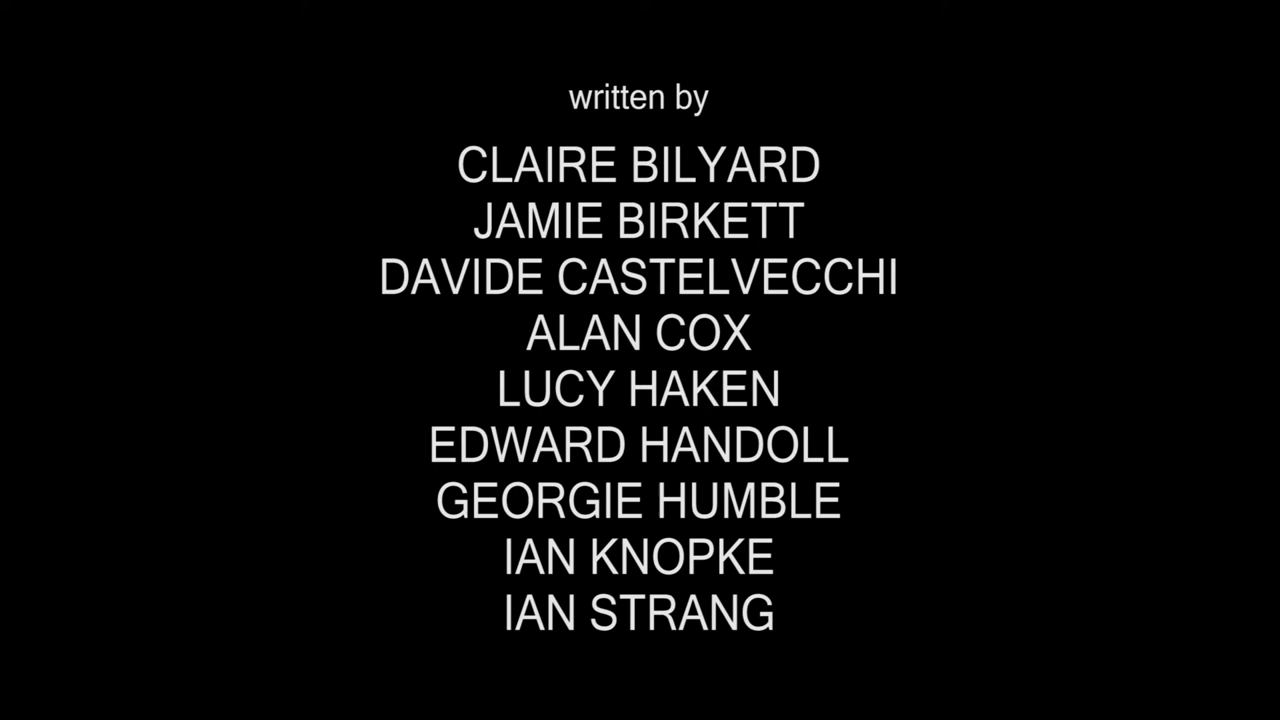 written by
CLAIRE BILYARD
JAMIE BIRKETT
DAVIDE CASTELVECCHI
ALAN COX
LUCY HAKEN
EDWARD HANDOLL
GEORGIE HUMBLE
IAN KNOPKE
IAN STRANG